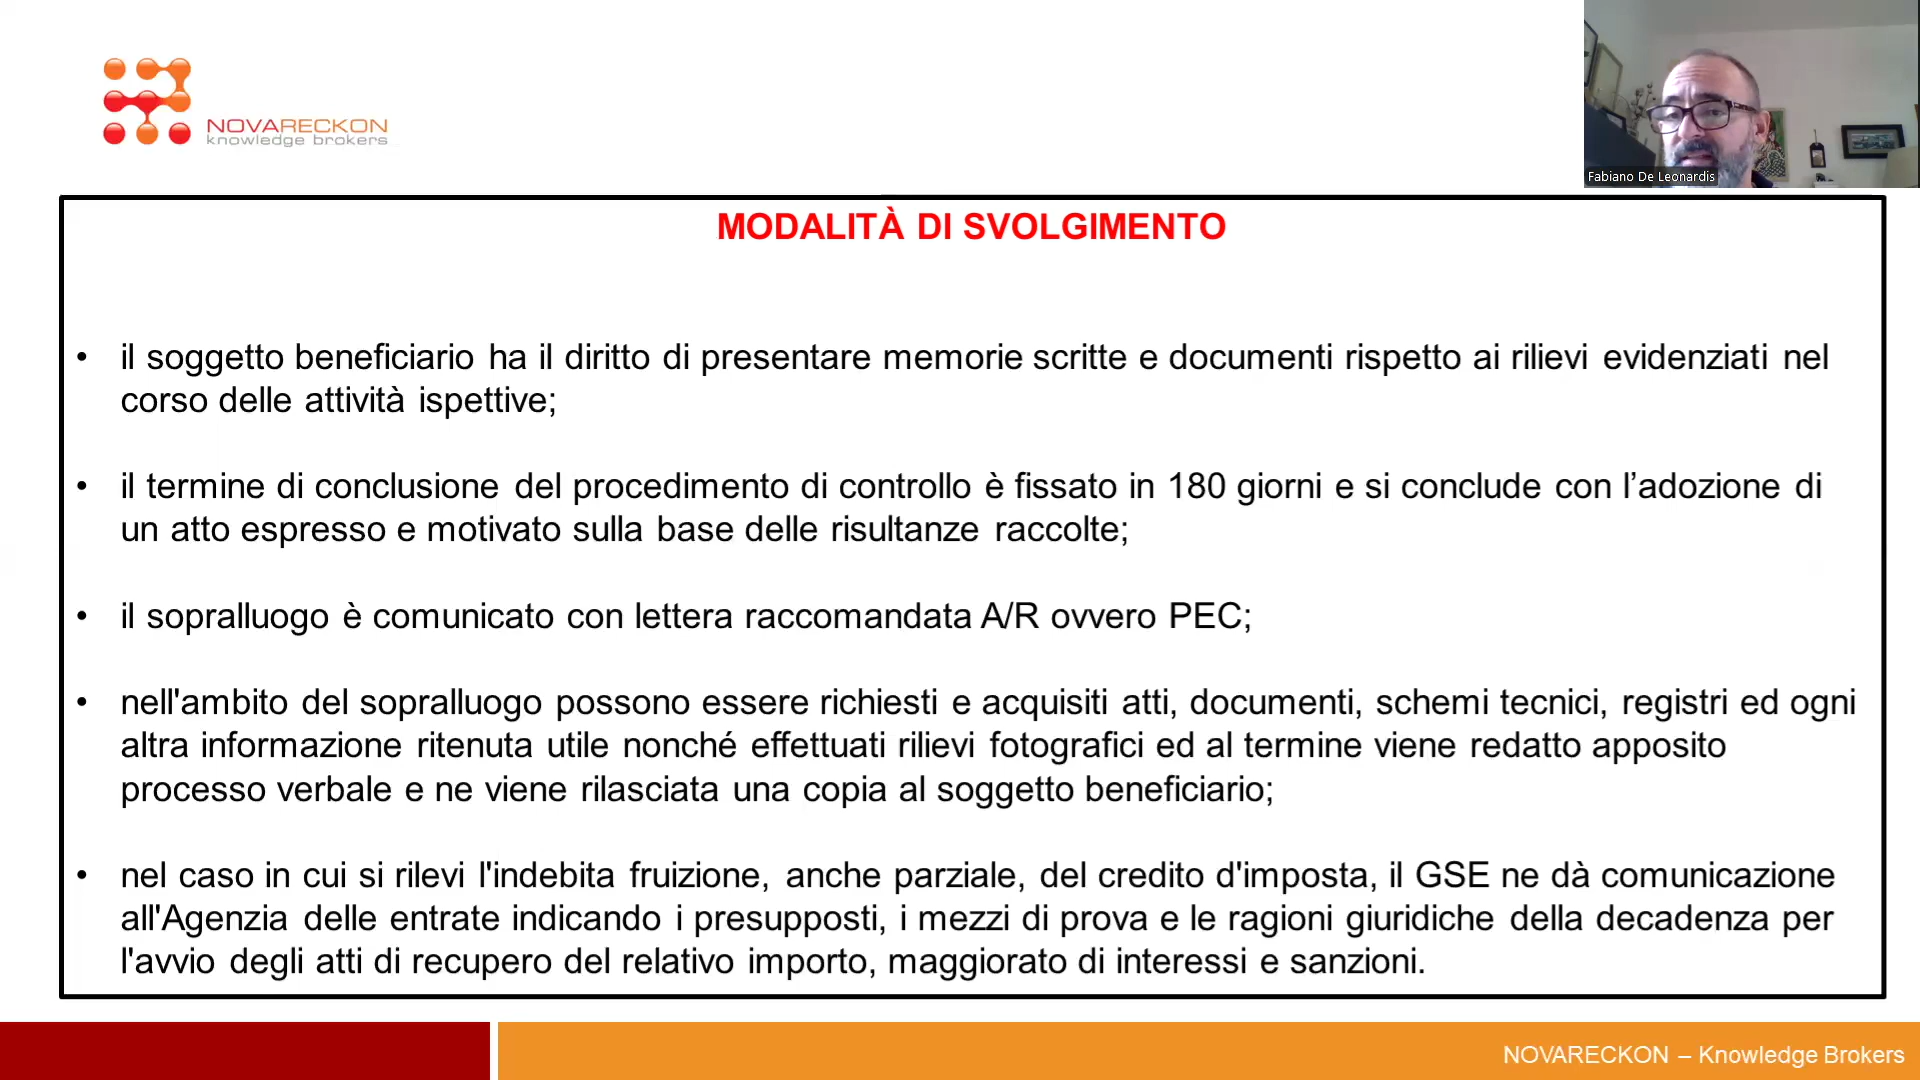 NOVARECKON
knowledge brokers
Fabiano De Leonardis
MODALITÀ DI SVOLGIMENTO
• il soggetto beneficiario ha il diritto di presentare memorie scritte e documenti rispetto ai rilievi evidenziati nel
corso delle attività ispettive;
• il termine di conclusione del procedimento di controllo è fissato in 180 giorni e si conclude con l’adozione di
un atto espresso e motivato sulla base delle risultanze raccolte;
• il sopralluogo è comunicato con lettera raccomandata A/R ovvero PEC;
• nell'ambito del sopralluogo possono essere richiesti e acquisiti atti, documenti, schemi tecnici, registri ed ogni
altra informazione ritenuta utile nonché effettuati rilievi fotografici ed al termine viene redatto apposito
processo verbale e ne viene rilasciata una copia al soggetto beneficiario;
• nel caso in cui si rilevi l'indebita fruizione, anche parziale, del credito d'imposta, il GSE ne dà comunicazione
all'Agenzia delle entrate indicando i presupposti, i mezzi di prova e le ragioni giuridiche della decadenza per
l'avvio degli atti di recupero del relativo importo, maggiorato di interessi e sanzioni.
NOVARECKON – Knowledge Brokers